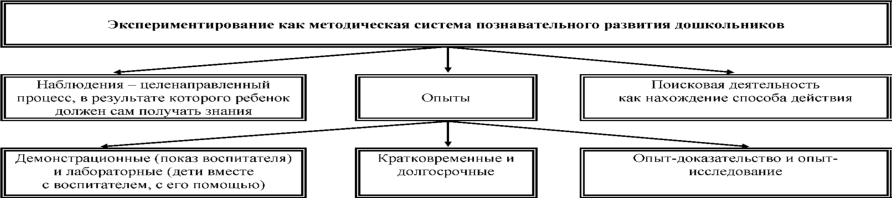 Экспериментирование как методическая система познавательного развития дошкольников
Наблюдения – целенаправленный
процесс, в результате которого ребенок
должен сам получать знания
Опыты
Поисковая деятельность
как нахождение способа действия
Демонстрационные (показ воспитателя)
и лабораторные (дети вместе
с воспитателем, с его помощью)
Кратковременные и
долгосрочные
Опыт-доказательство и опыт-
исследование